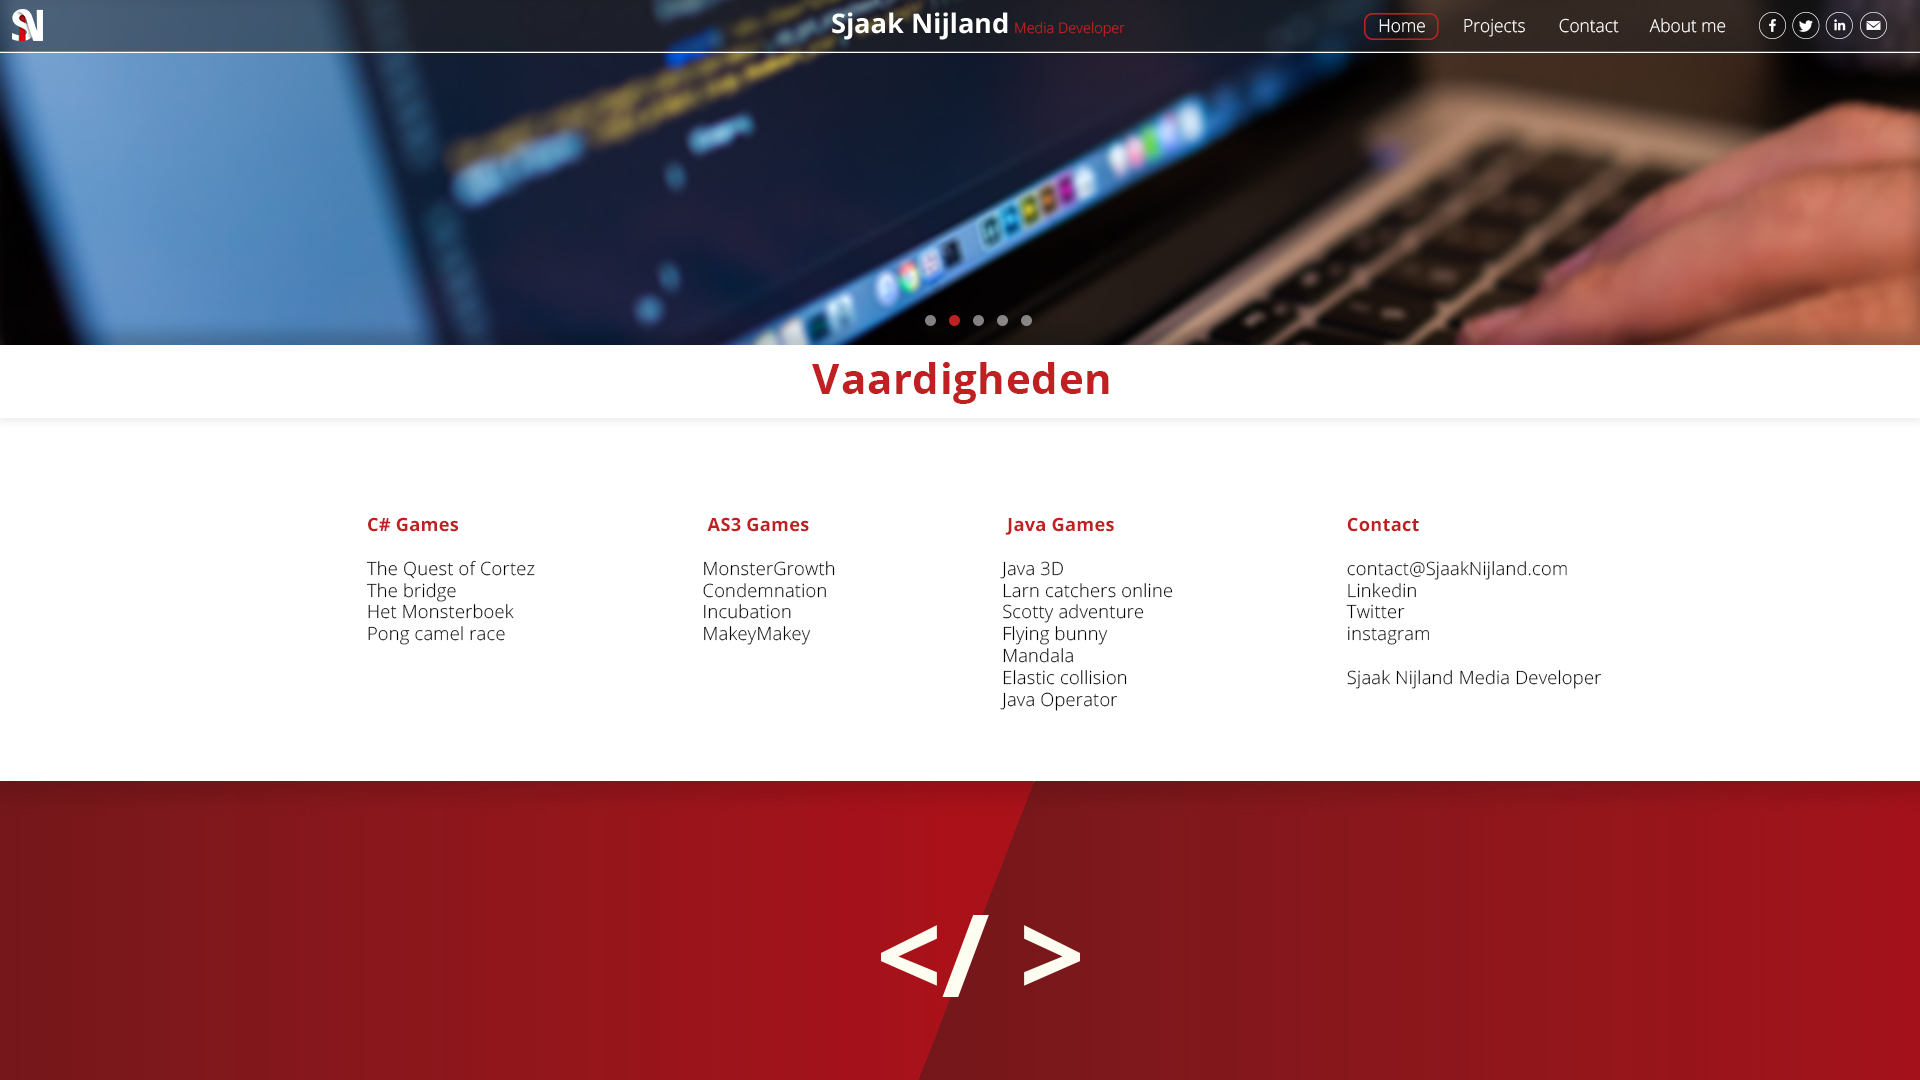 SN
Sjaak Nijland Media Developer
Home Projects Contact About me
Vaardigheden
C# Games
The Quest of Cortez
The bridge
Het Monsterboek
Pong camel race
AS3 Games
MonsterGrowth
Condemnation
Incubation
MakeyMakey
Java Games
Java 3D
Larn catchers online
Scotty adventure
Flying bunny
Mandala
Elastic collision
Java Operator
Contact
contact@SjaakNijland.com
Linkedin
Twitter
instagram
Sjaak Nijland Media Developer
</ >